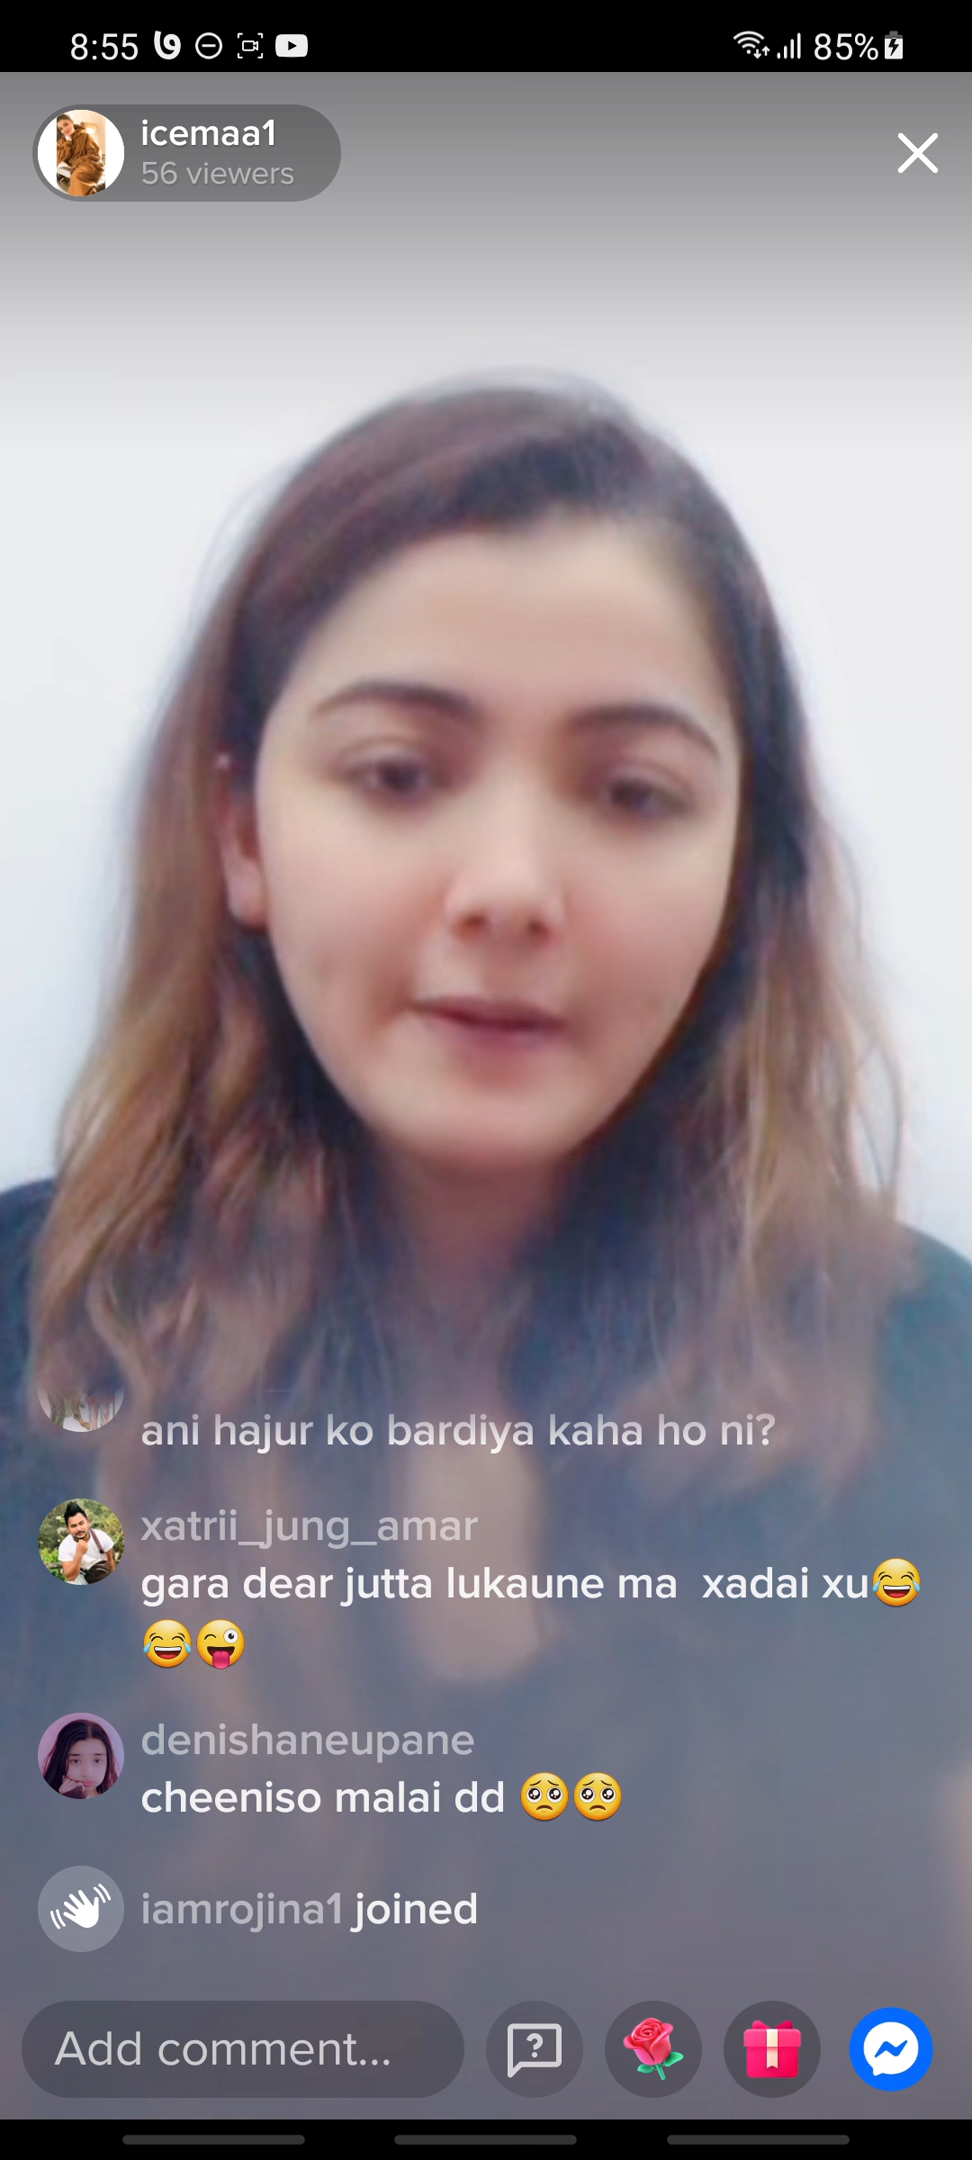 8:55
85%
icemaa1
56 viewers
ani hajur ko bardiya kaha ho ni?
xatrii_jung_amar
gara dear jutta lukaune ma xadai xu😂
😂😜
denishaneupane
cheeniso malai dd 🥺🥺
iamrojina1 joined
Add comment...